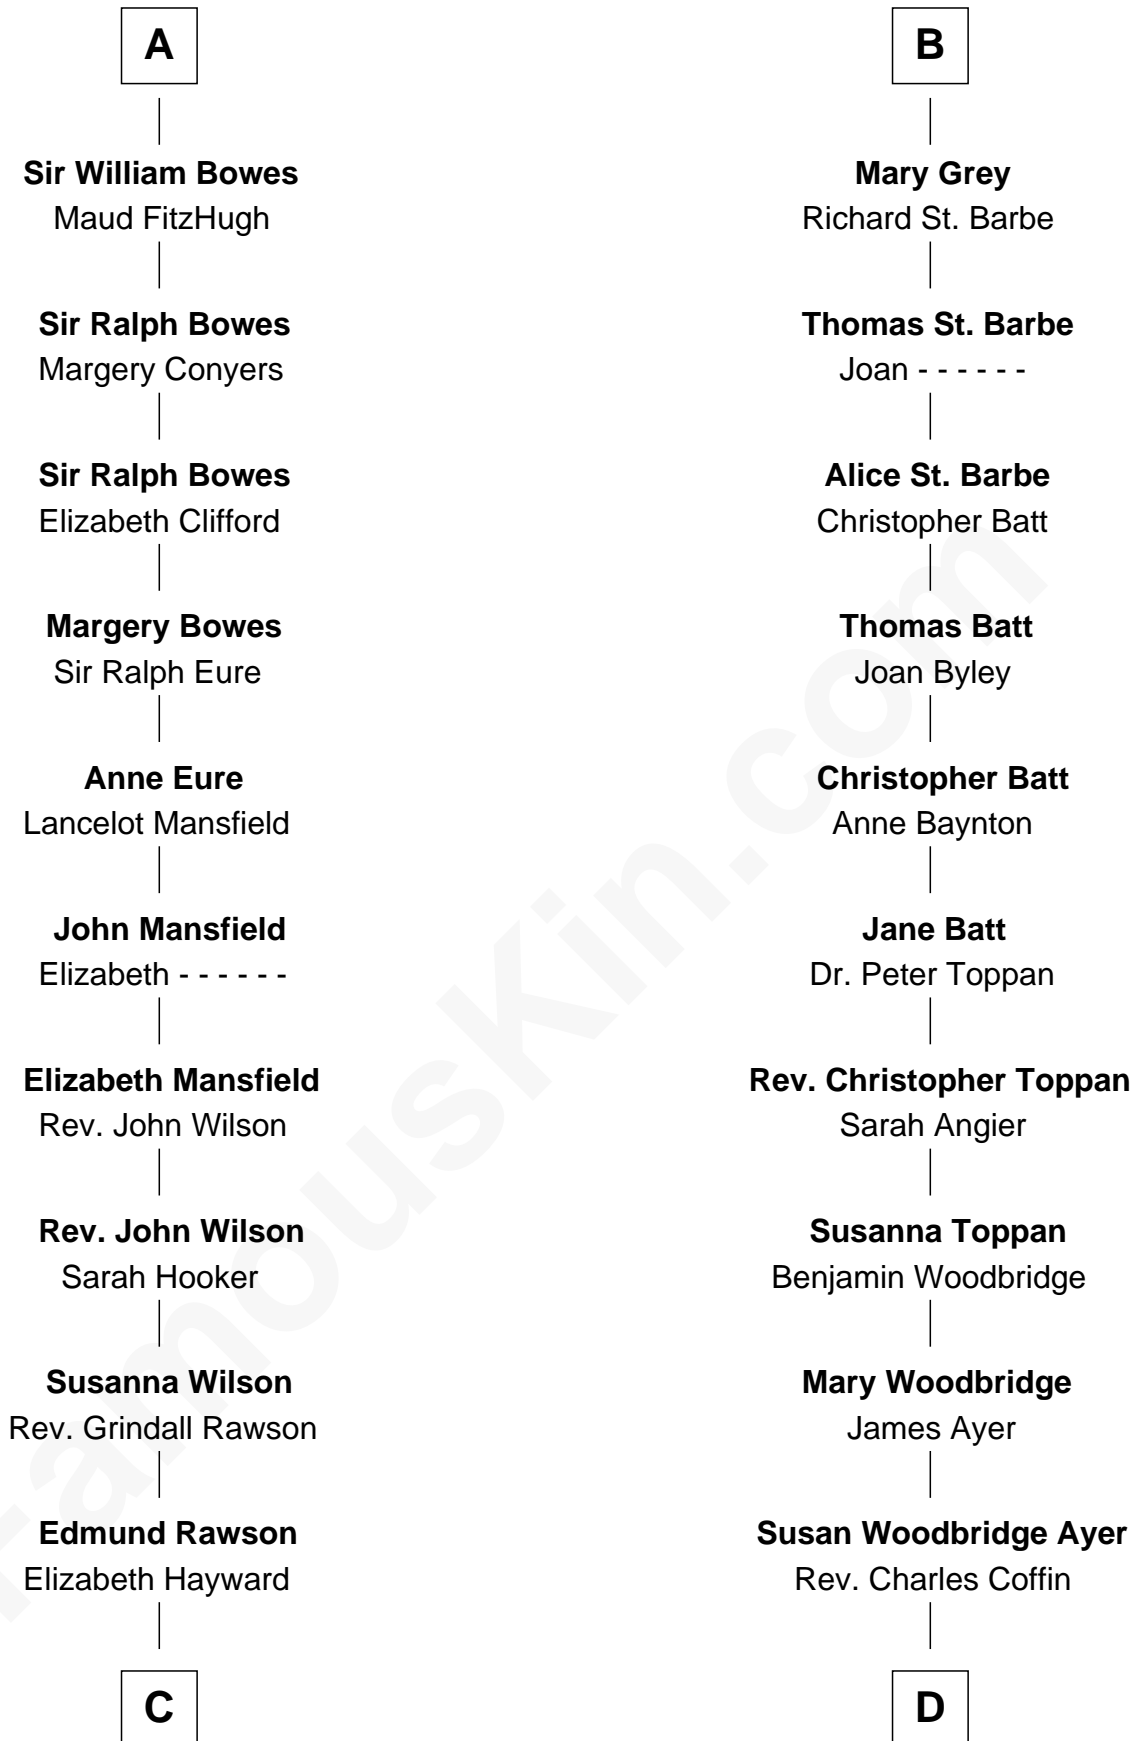 A
Sir William Bowes
Maud FitzHugh
Sir Ralph Bowes
Margery Conyers
Sir Ralph Bowes
Elizabeth Clifford
Margery Bowes
Sir Ralph Eure
Anne Eure
Lancelot Mansfield
John Mansfield
Elizabeth - - - - - -
Elizabeth Mansfield
Rev. John Wilson
Rev. John Wilson
Sarah Hooker
Susanna Wilson
Rev. Grindall Rawson
Edmund Rawson
Elizabeth Hayward
C
B
Mary Grey
Richard St. Barbe
Thomas St. Barbe
Joan - - - - - -
Alice St. Barbe
Christopher Batt
Thomas Batt
Joan Byley
Christopher Batt
Anne Baynton
Jane Batt
Dr. Peter Toppan
Rev. Christopher Toppan
Sarah Angier
Susanna Toppan
Benjamin Woodbridge
Mary Woodbridge
James Ayer
Susan Woodbridge Ayer
Rev. Charles Coffin
D
FamousKin.com